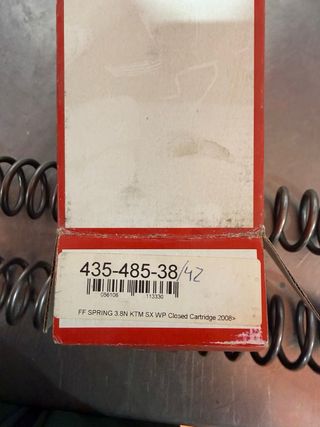 435-485-38/42
056106 113330
FF SPRING 3.8N KTM SX WP Closed Cartridge 2008>